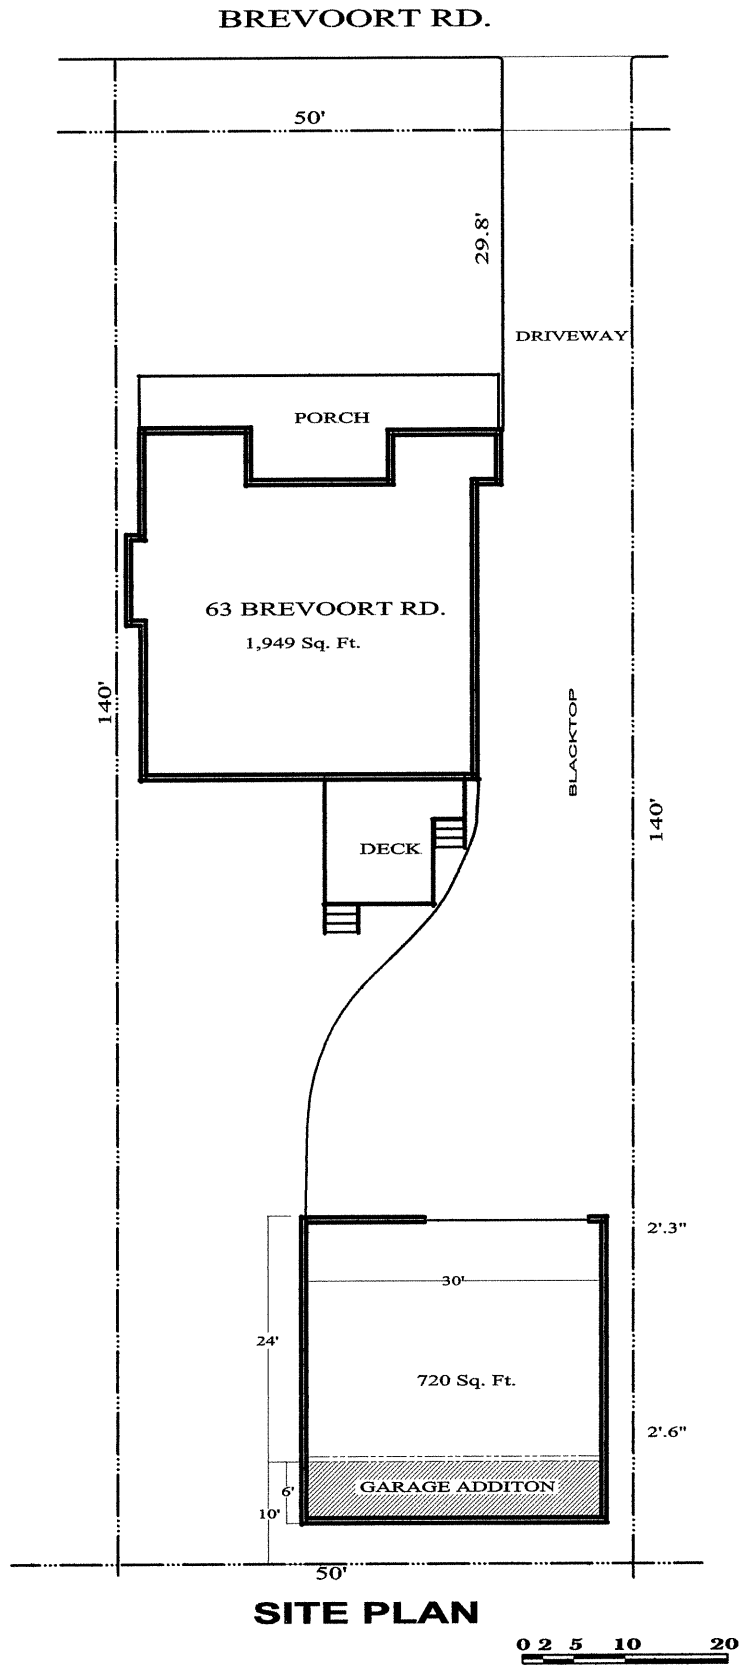 BREVOORT RD.
50'
29.8'
DRIVEWAY
PORCH
63 BREVOORT RD.
1,949 Sq. Ft.
140'
BLACKTOP
140'
DECK
2'.3"
30'
24'
720 Sq. Ft.
2'.6"
GARAGE ADDITON
6'
10'
50'
SITE PLAN
0 2 5 10 20